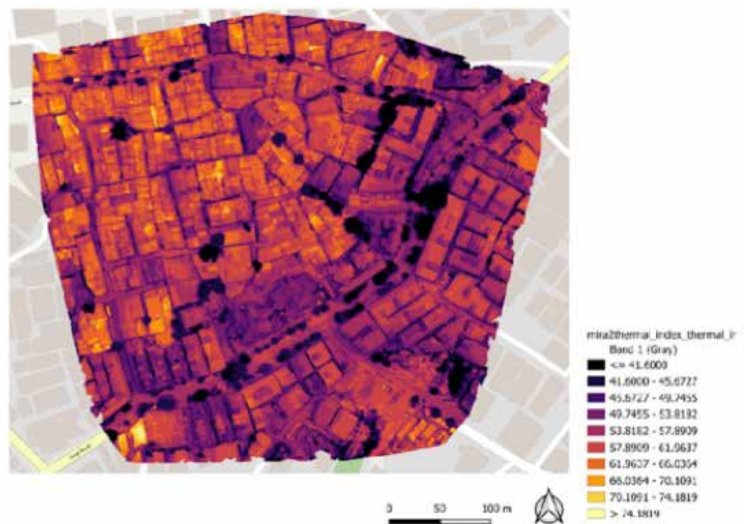 mira2thermal_index_thermal_ir
Band 1 (Gray)
<= 41.6000
41.6000 - 45.6727
45.6727 - 49.7455
49.7455 - 53.8182
53.8182 - 57.8909
57.8909 - 61.9637
61.9637 - 66.0364
66.0364 - 70.1091
70.1091 - 74.1819
> 74.1819
0 50 100 m